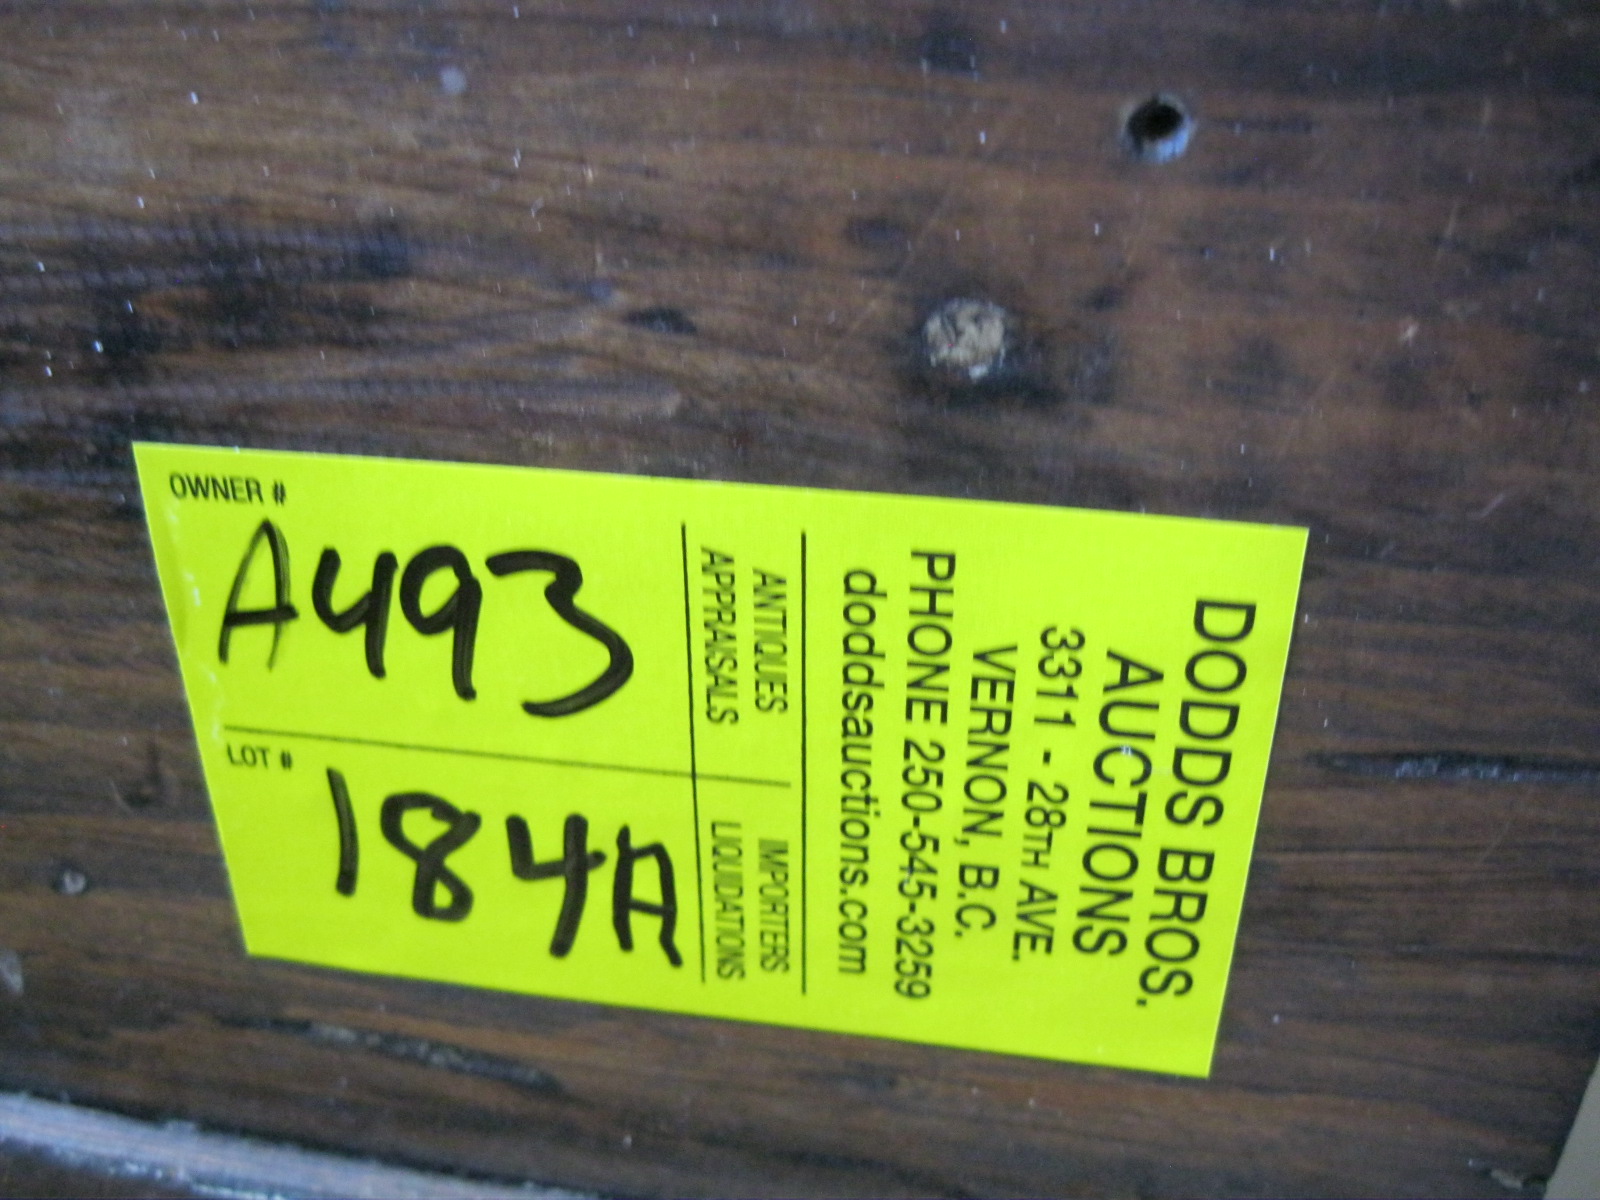 DODDS BROS.
AUCTIONS
3311 - 28TH AVE.
VERNON, B.C.
PHONE 250-545-3259
doddsauctions.com
ANTIQUES
APPRAISALS
IMPORTERS
LIQUIDATIONS
OWNER #
A493
LOT #
184A